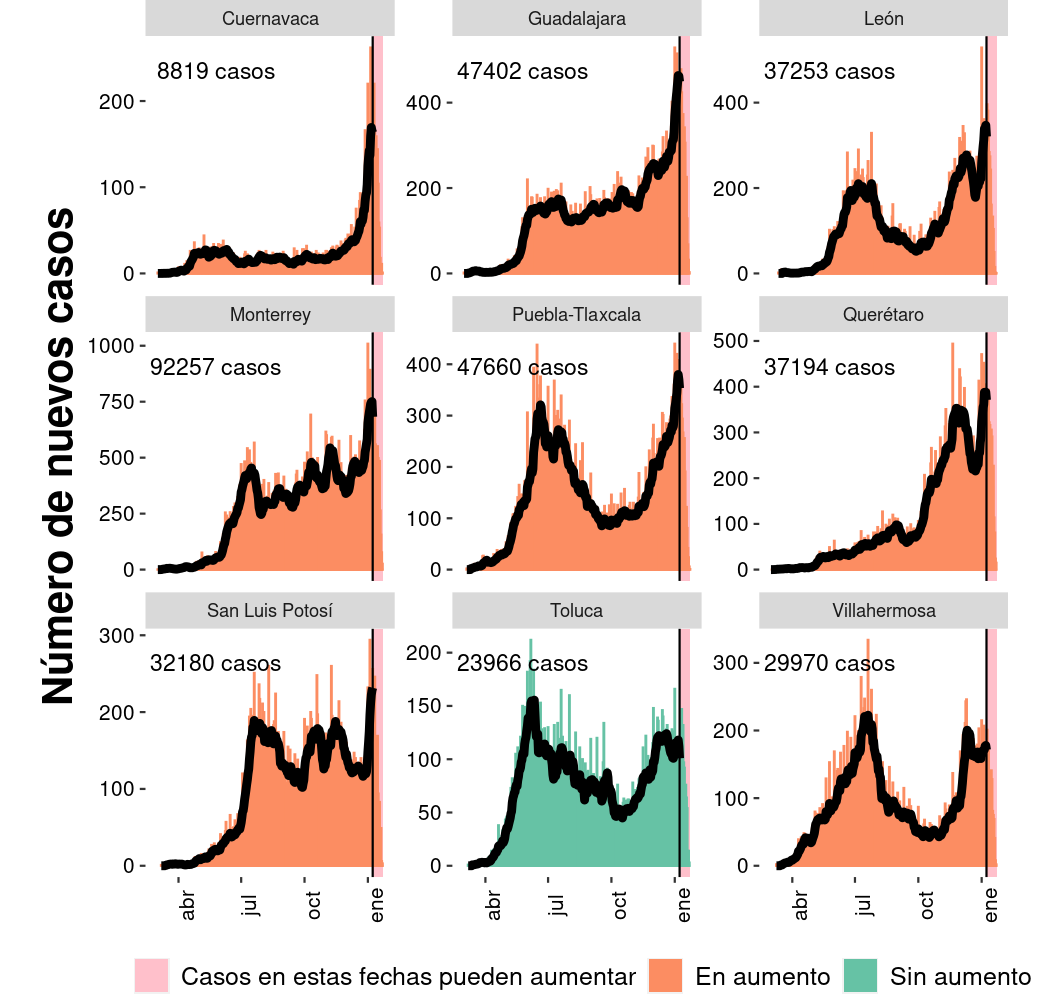 Número de nuevos casos
Cuernavaca
8819 casos
200
100
0
Guadalajara
47402 casos
400
200
0
León
37253 casos
400
200
0
Monterrey
92257 casos
1000
750
500
250
0
Puebla-Tlaxcala
47660 casos
400
300
200
100
0
Querétaro
37194 casos
500
400
300
200
100
0
San Luis Potosí
32180 casos
300
200
100
0
abr jul oct ene
Toluca
23966 casos
200
150
100
50
0
abr jul oct ene
Villahermosa
29970 casos
300
200
100
0
abr jul oct ene
Casos en estas fechas pueden aumentar En aumento Sin aumento